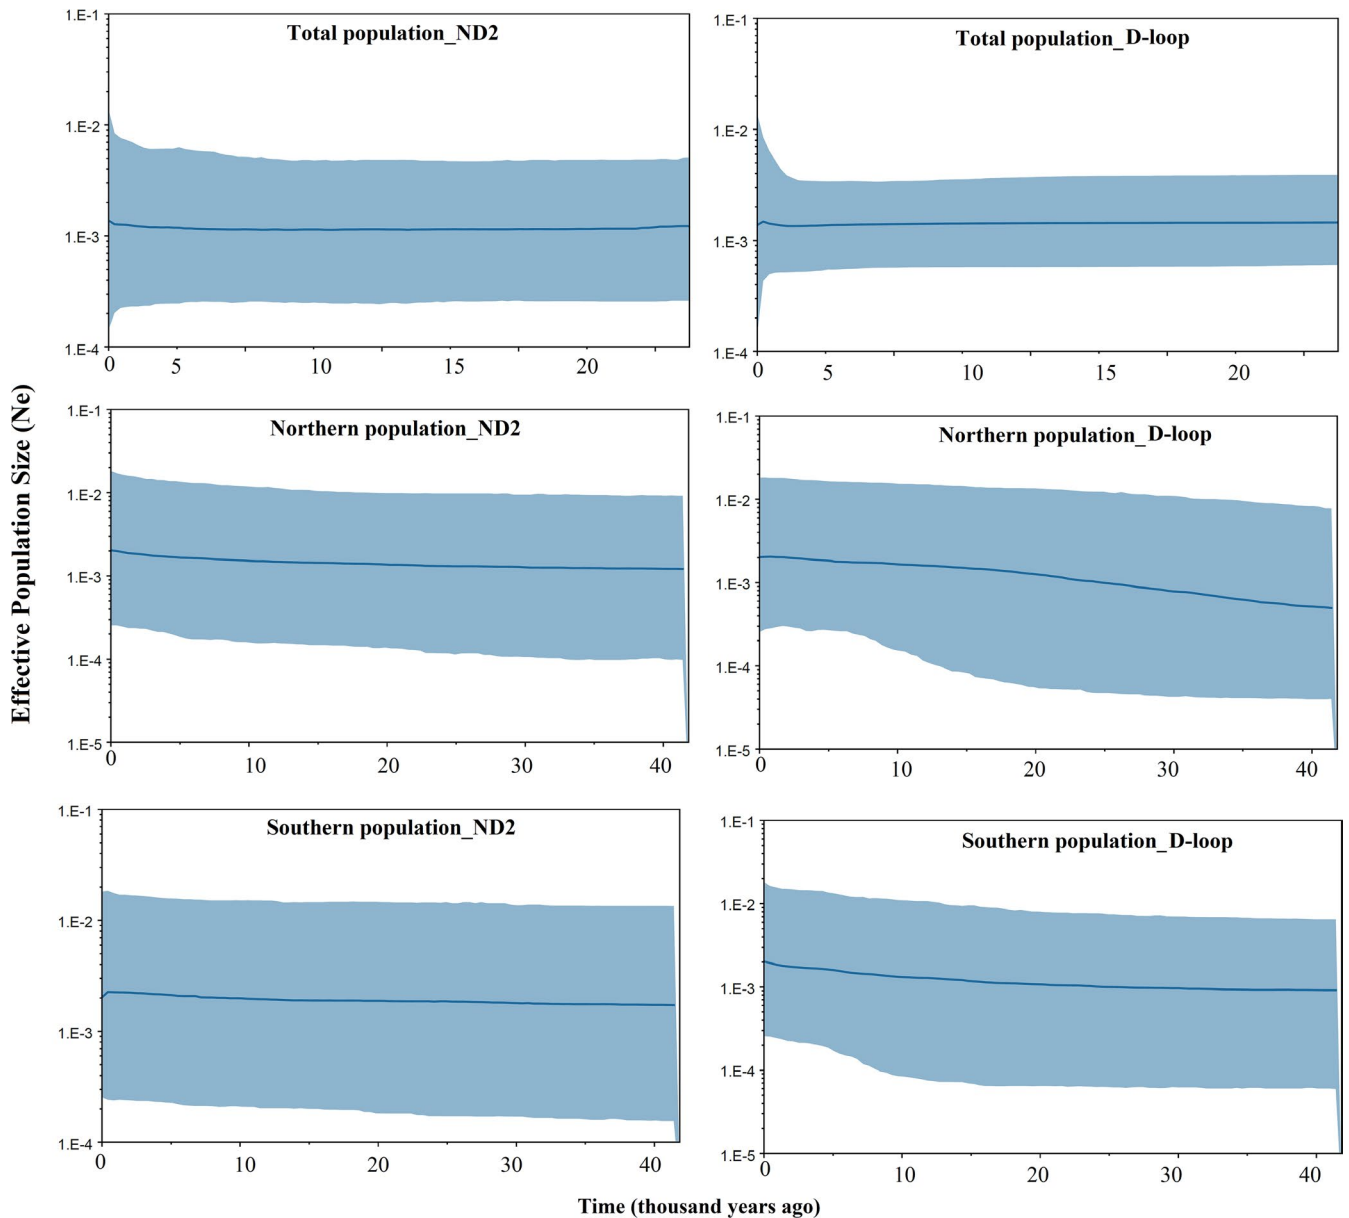 Total population_ND2
1.E-1
1.E-2
1.E-3
1.E-4
0 5 10 15 20
Total population_D-loop
1.E-1
1.E-2
1.E-3
1.E-4
0 5 10 15 20
Effective Population Size (Ne)
Northern population_ND2
1.E-1
1.E-2
1.E-3
1.E-4
1.E-5
0 10 20 30 40
Northern population_D-loop
1.E-1
1.E-2
1.E-3
1.E-4
1.E-5
0 10 20 30 40
Southern population_ND2
1.E-1
1.E-2
1.E-3
1.E-4
0 10 20 30 40
Southern population_D-loop
1.E-1
1.E-2
1.E-3
1.E-4
1.E-5
0 10 20 30 40
Time (thousand years ago)